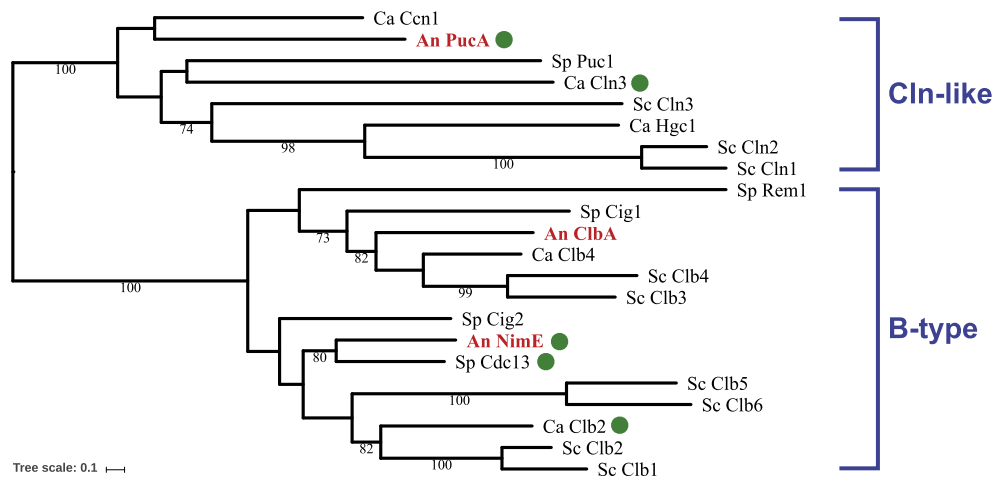 Ca Ccn1
An PucA
100
Sp Puc1
Ca Cln3
Cln-like
Sc Cln3
74
Ca Hgc1
98
Sc Cln2
100
Sc Cln1
Sp Rem1
Sp Cig1
An ClbA
73
Ca Clb4
82
Sc Clb4
100
99
Sc Clb3
Sp Cig2
B-type
An NimE
80
Sp Cdc13
Sc Clb5
100
Sc Clb6
Ca Clb2
82
Sc Clb2
100
Sc Clb1
Tree scale: 0.1